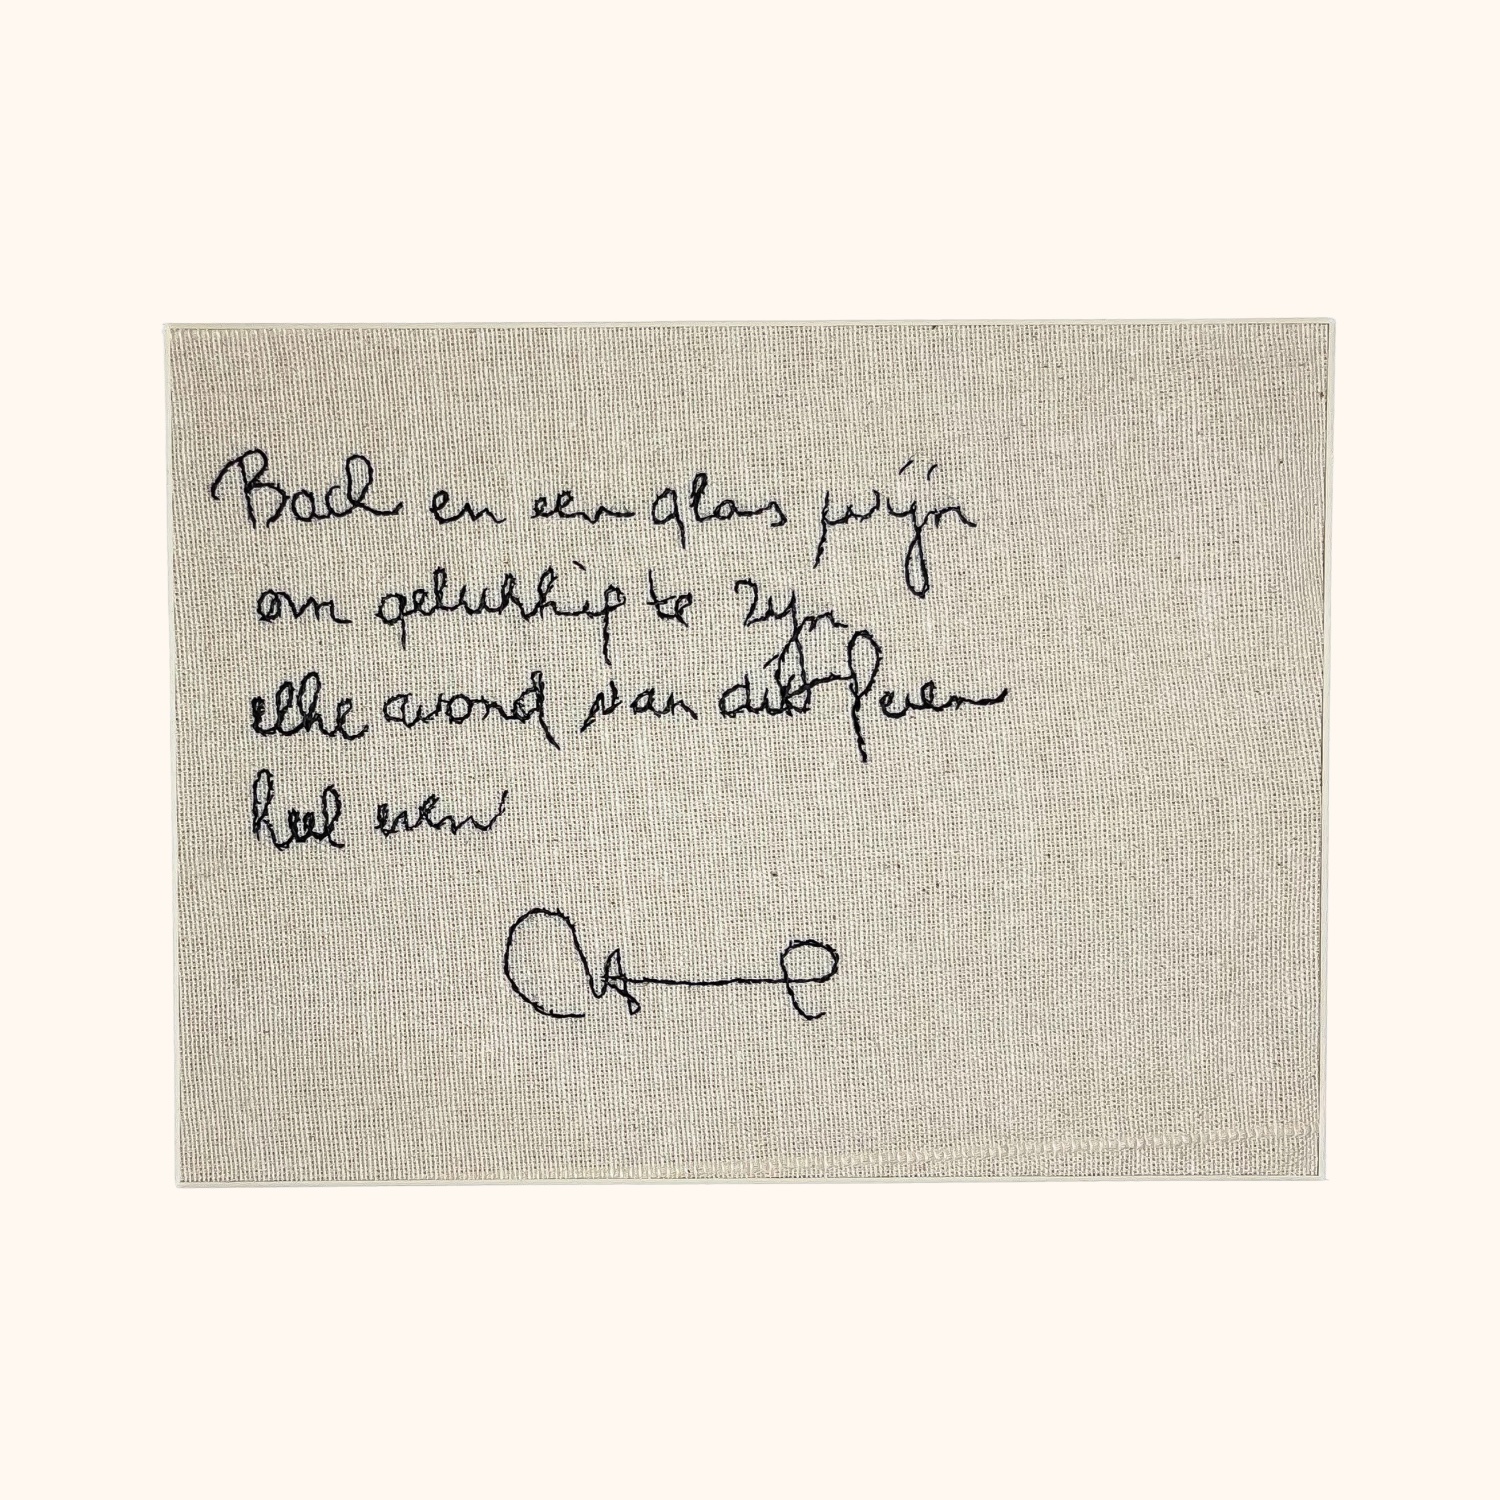 Bach en een glas wijn
om gelukkig te zijn
elke avond van dit leven
heel even